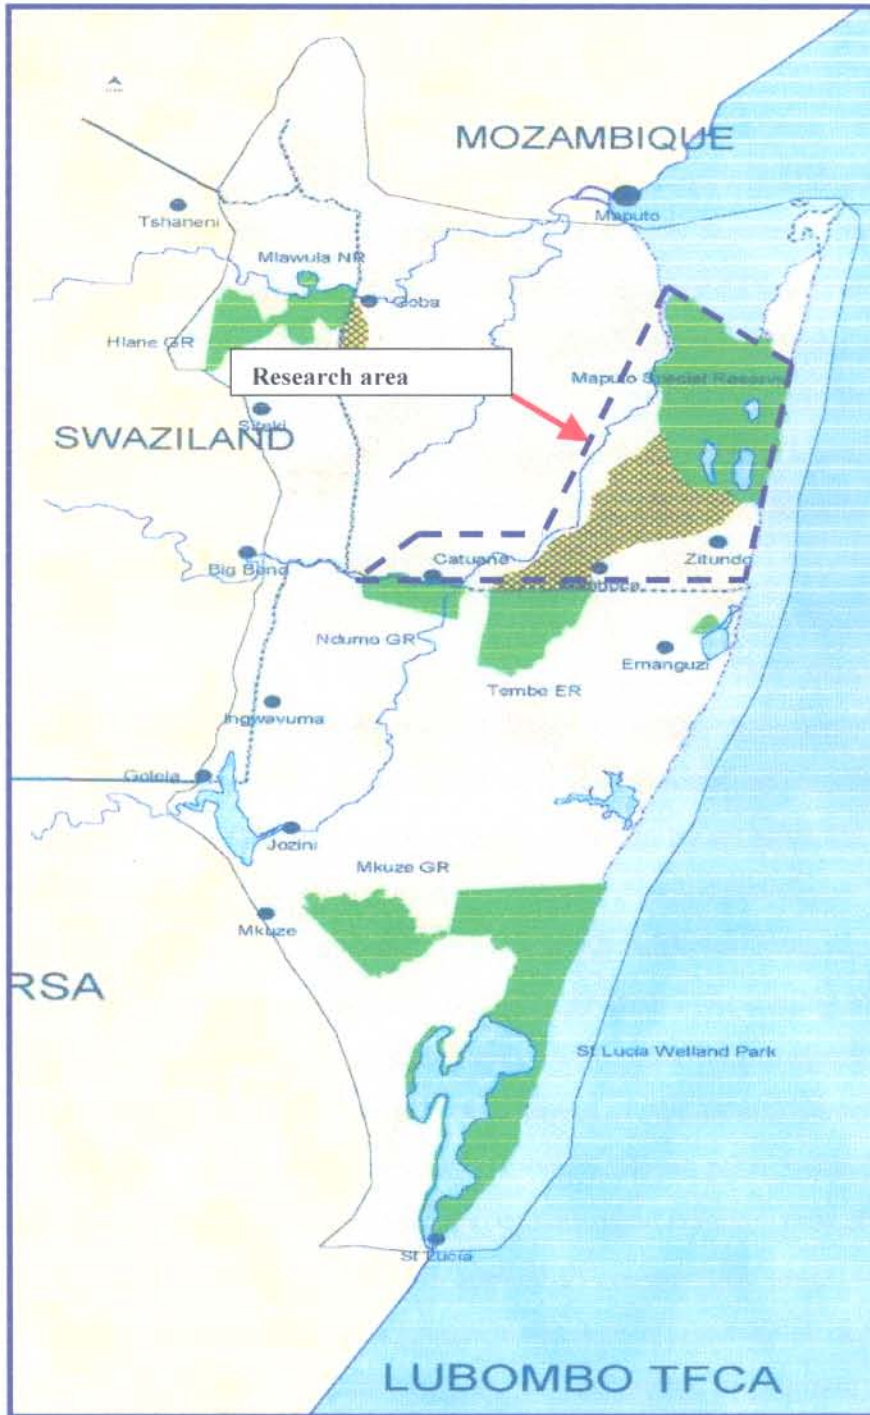 MOZAMBIQUE
Maputo
Tshaneni
Mlawula NR
Goba
Hlane GR
Research area
Maputo Special Reserve
Siteki
SWAZILAND
Big Bend
Catuane
Zitundo
Ndumo GR
Emanguzi
Tembe ER
Ingwavuma
Golela
Jozini
Mkuze GR
Mkuze
RSA
St Lucia Wetland Park
St Lucia
LUBOMBO TFCA